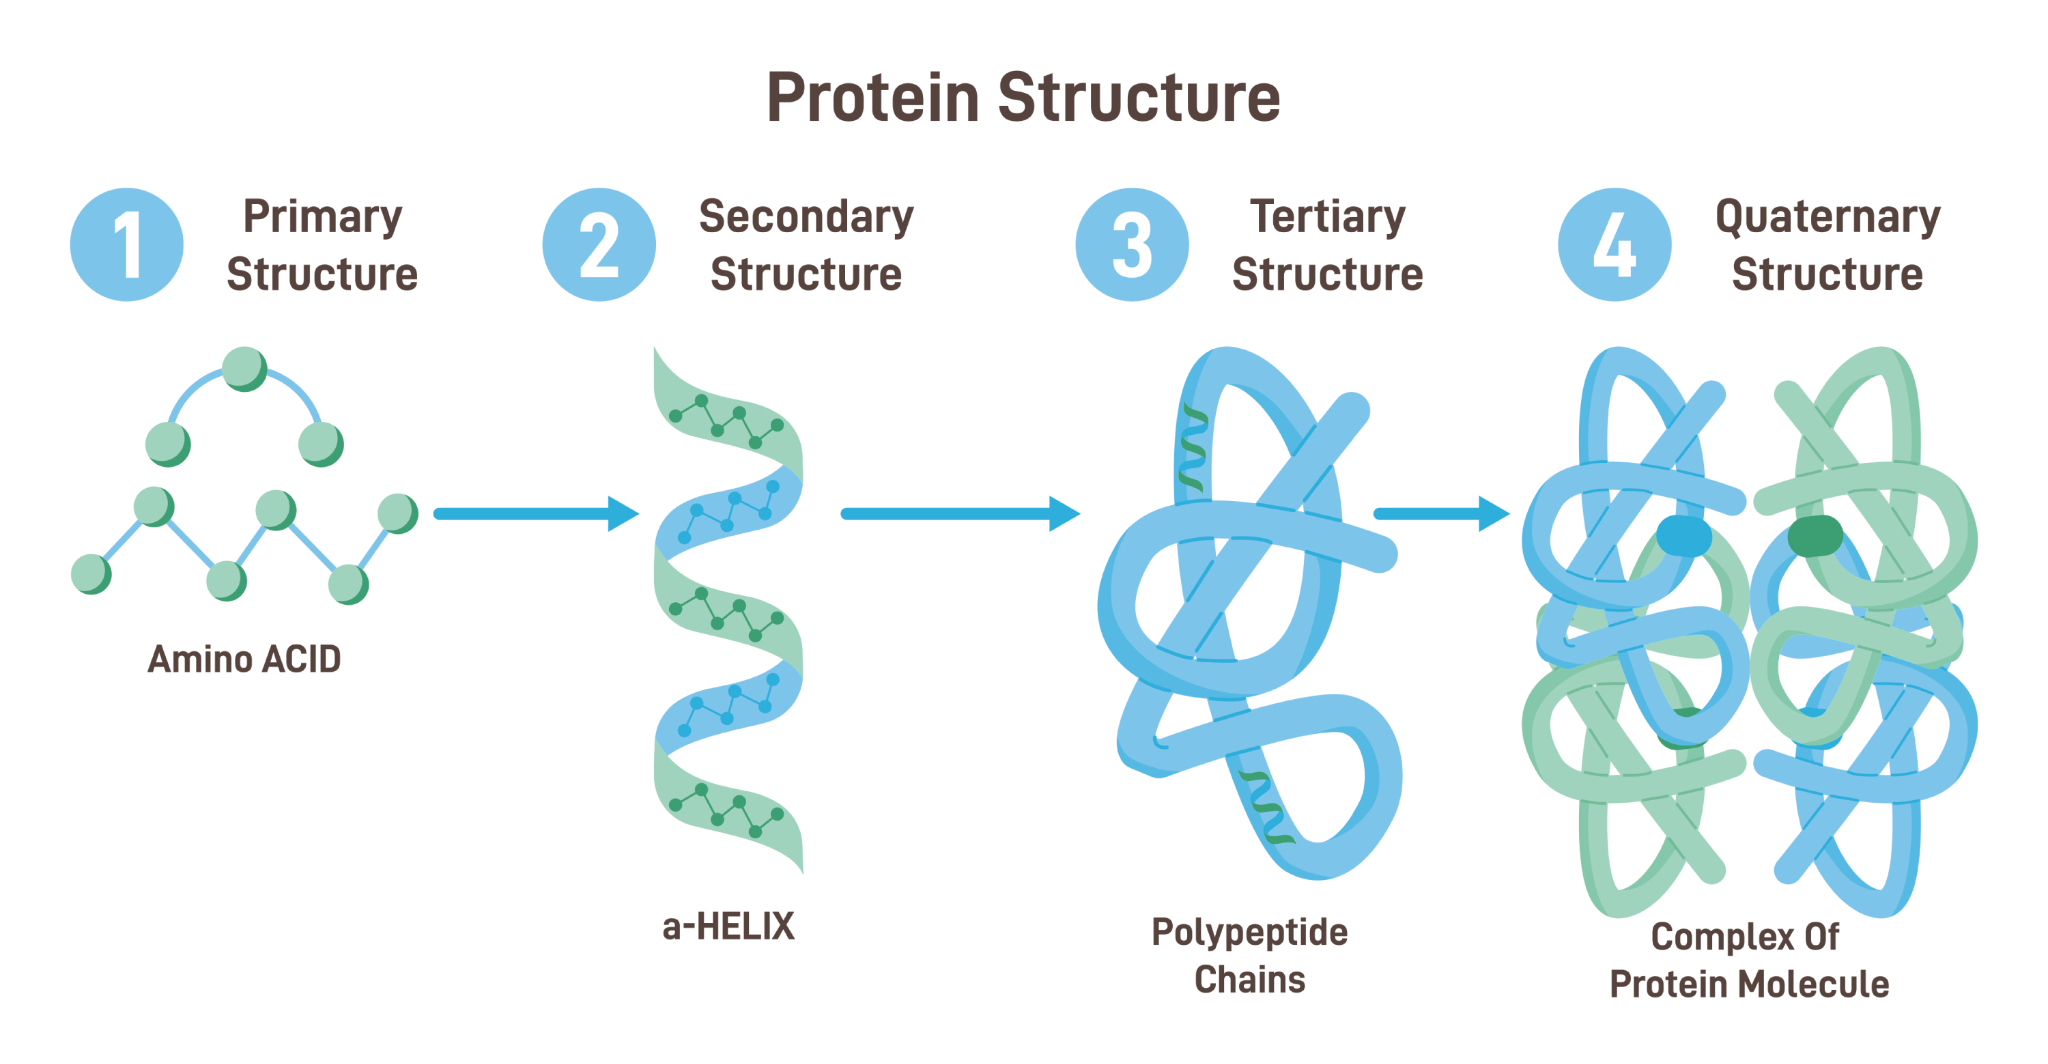 Protein Structure
1
Primary
Structure
2
Secondary
Structure
3
Tertiary
Structure
4
Quaternary
Structure
Amino ACID
a-HELIX
Polypeptide
Chains
Complex Of
Protein Molecule